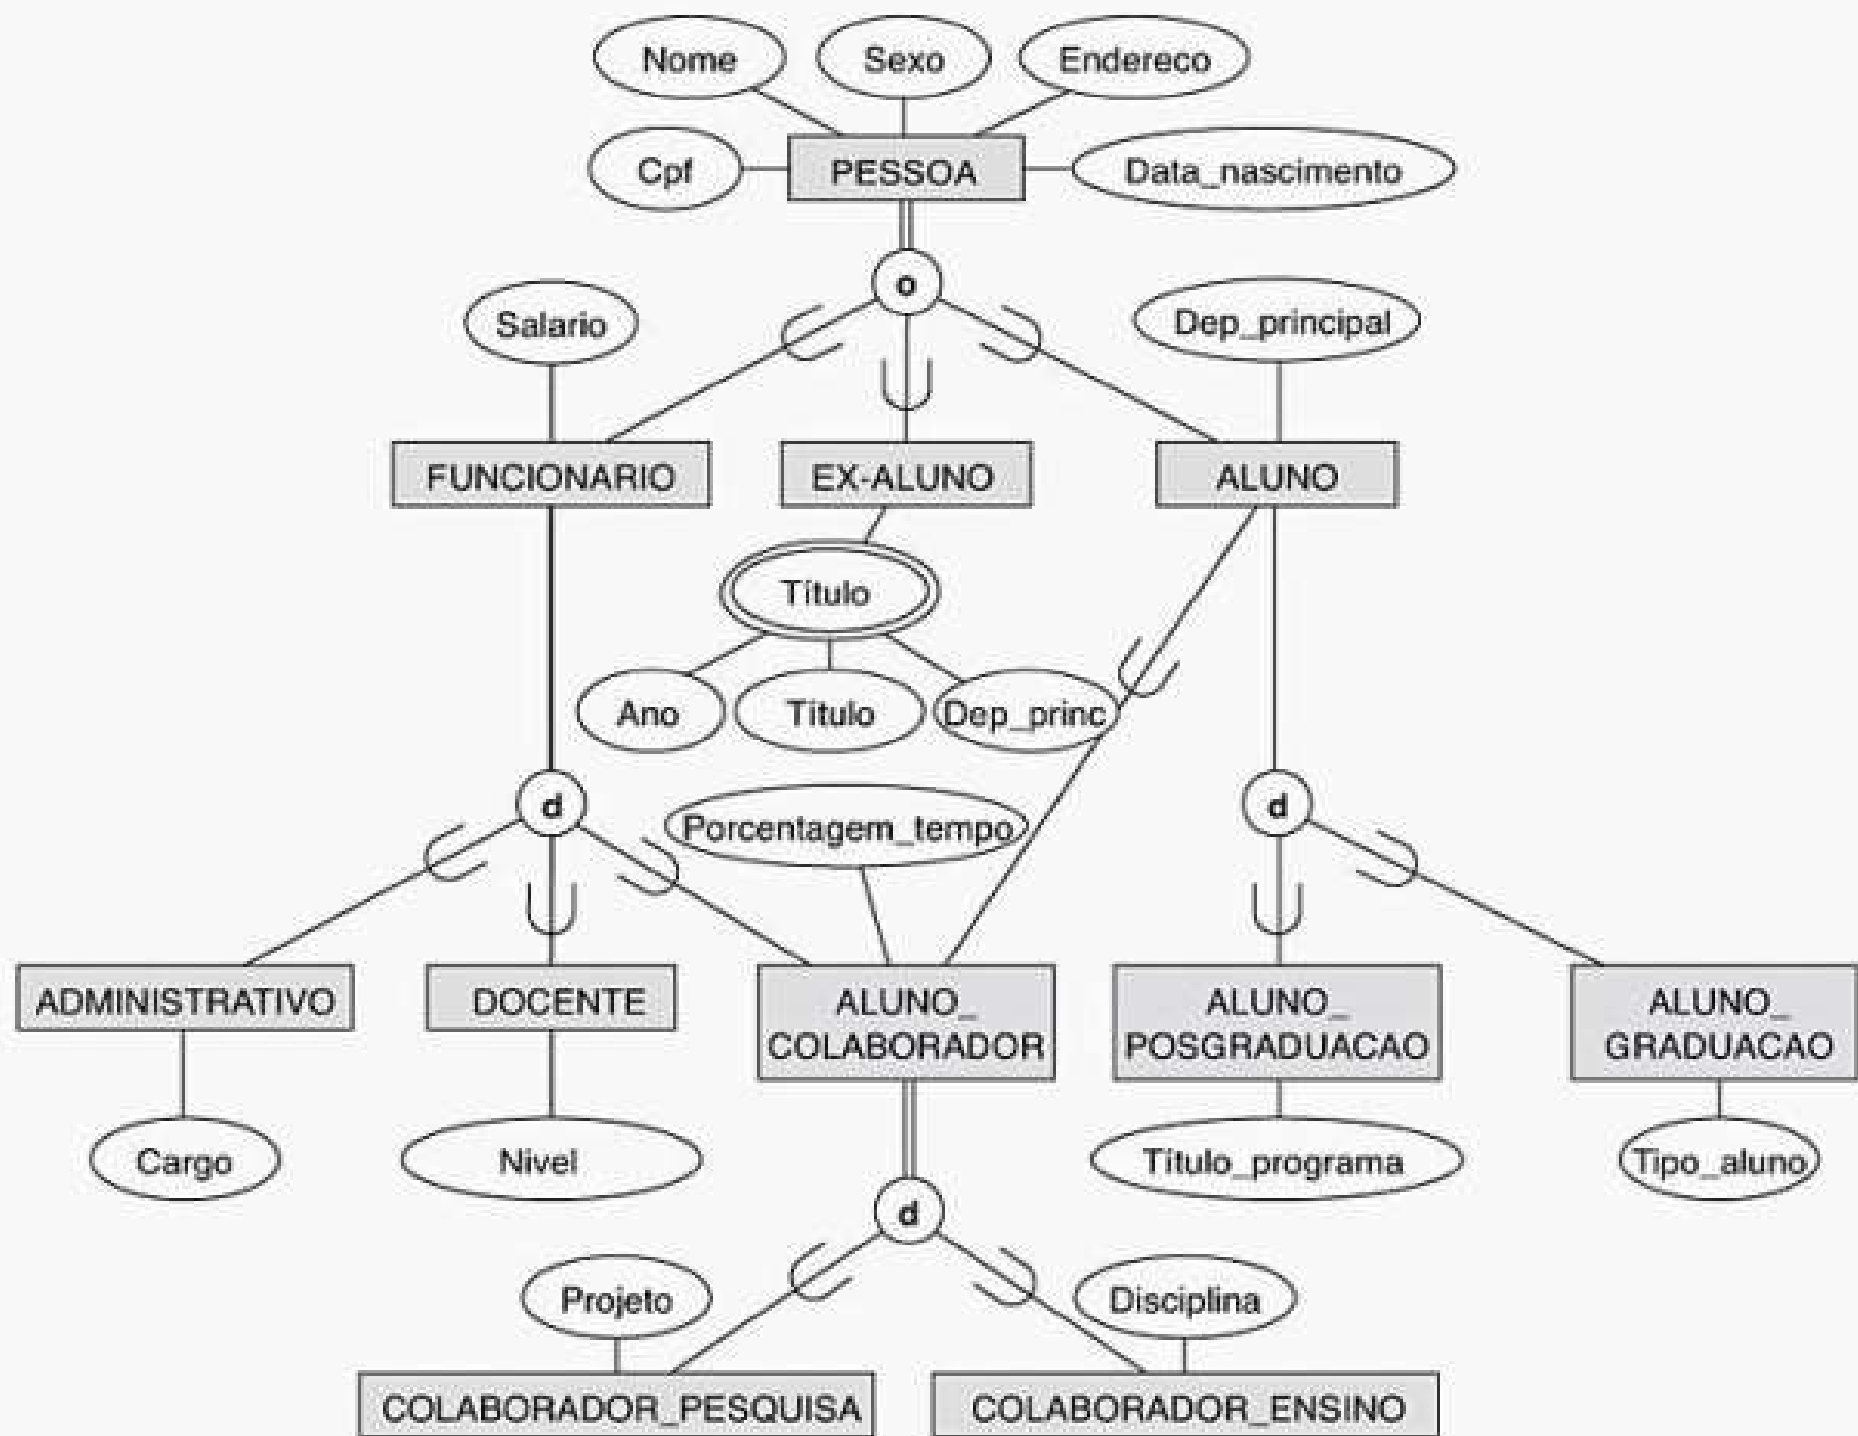 Nome
Sexo
Endereco
Cpf
PESSOA
Data_nascimento
o
Salario
Dep_principal
FUNCIONARIO
EX-ALUNO
ALUNO
Título
Ano
Título
Dep_princ
d
Porcentagem_tempo
d
ADMINISTRATIVO
DOCENTE
ALUNO_
COLABORADOR
ALUNO_
POSGRADUACAO
ALUNO_
GRADUACAO
Cargo
Nivel
Título_programa
Tipo_aluno
d
Projeto
Disciplina
COLABORADOR_PESQUISA
COLABORADOR_ENSINO